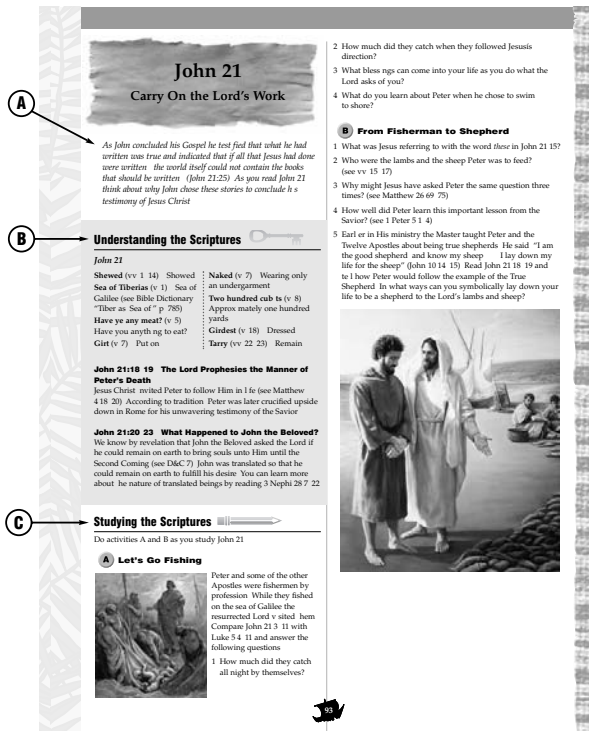 John 21
Carry On the Lord's Work
A
As John concluded his Gospel he test fied that what he had
written was true and indicated that if all that Jesus had done
were written the world itself could not contain the books
that should be written (John 21:25) As you read John 21
think about why John chose these stories to conclude h s
testimony of Jesus Christ
B
Understanding the Scriptures
John 21
Shewed (vv 1 14) Showed
Sea of Tiberias (v 1) Sea of
Galilee (see Bible Dictionary
"Tiber as Sea of" p 785)
Have ye any meat? (v 5)
Have you anyth ng to eat?
Girt (v 7) Put on
Naked (v 7) Wearing only
an undergarment
Two hundred cub ts (v 8)
Approx mately one hundred
yards
Girdest (v 18) Dressed
Tarry (vv 22 23) Remain
John 21:18 19 The Lord Prophesies the Manner of
Peter's Death
Jesus Christ nvited Peter to follow Him in l fe (see Matthew
4 18 20) According to tradition Peter was later crucified upside
down in Rome for his unwavering testimony of the Savior
John 21:20 23 What Happened to John the Beloved?
We know by revelation that John the Beloved asked the Lord if
he could remain on earth to bring souls unto Him until the
Second Coming (see D&C 7) John was translated so that he
could remain on earth to fulfill his desire You can learn more
about he nature of translated beings by reading 3 Nephi 28 7 22
C
Studying the Scriptures
Do activities A and B as you study John 21
A Let's Go Fishing
Peter and some of the other
Apostles were fishermen by
profession While they fished
on the sea of Galilee the
resurrected Lord v sited hem
Compare John 21 3 11 with
Luke 5 4 11 and answer the
following questions
1 How much did they catch
all night by themselves?
2 How much did they catch when they followed Jesusís
direction?
3 What bless ngs can come into your life as you do what the
Lord asks of you?
4 What do you learn about Peter when he chose to swim
to shore?
B From Fisherman to Shepherd
1 What was Jesus referring to with the word these in John 21 15?
2 Who were the lambs and the sheep Peter was to feed?
(see vv 15 17)
3 Why might Jesus have asked Peter the same question three
times? (see Matthew 26 69 75)
4 How well did Peter learn this important lesson from the
Savior? (see 1 Peter 5 1 4)
5 Earl er in His ministry the Master taught Peter and the
Twelve Apostles about being true shepherds He said "I am
the good shepherd and know my sheep I lay down my
life for the sheep" (John 10 14 15) Read John 21 18 19 and
te l how Peter would follow the example of the True
Shepherd In what ways can you symbolically lay down your
life to be a shepherd to the Lord's lambs and sheep?
93